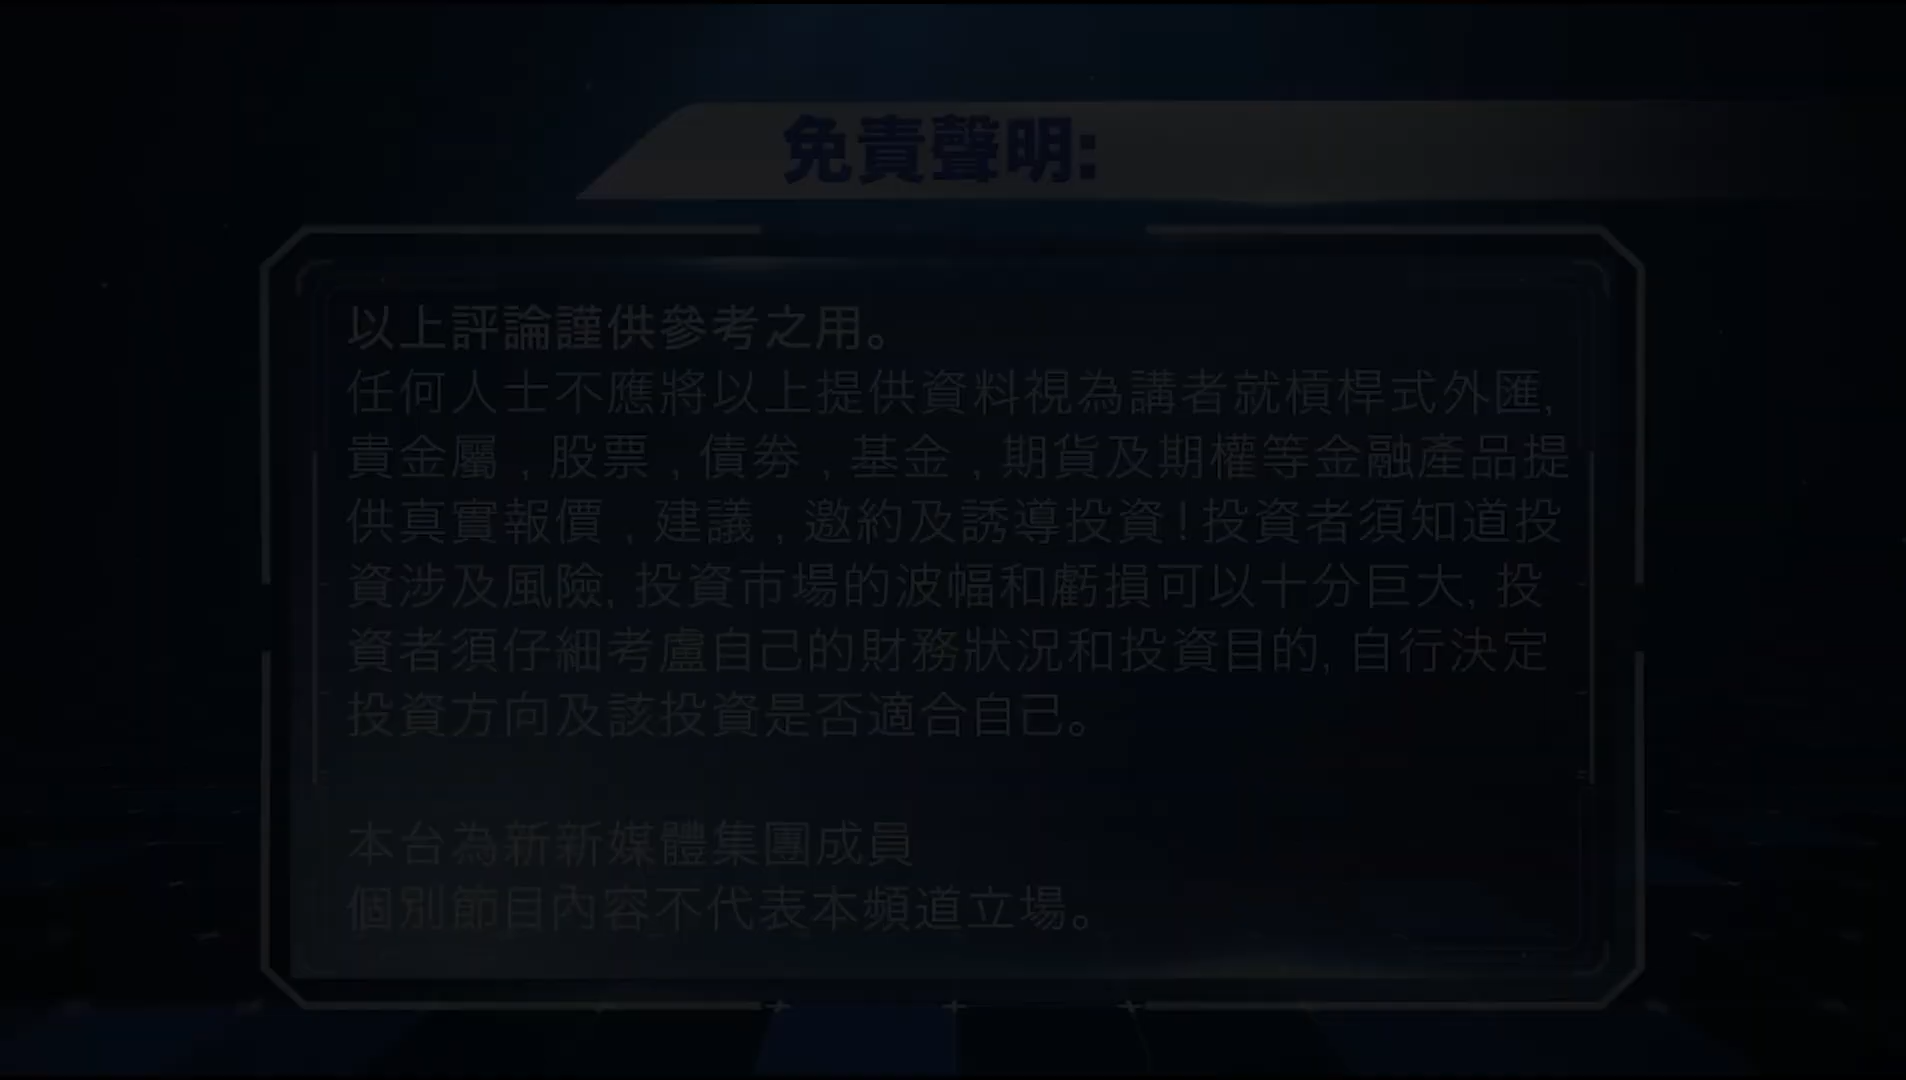 免責聲明:
以上評論謹供參考之用。
任何人士不應將以上提供資料視為講者就槓桿式外匯,
貴金屬，股票，債券，基金，期貨及期權等金融產品提
供真實報價，建議，邀約及誘導投資!投資者須知道投
資涉及風險, 投資市場的波幅和虧損可以十分巨大, 投
資者須仔細考盧自己的財務狀況和投資目的, 自行決定
投資方向及該投資是否適合自己。
本台為新新媒體集團成員
個別節目內容不代表本頻道立場。